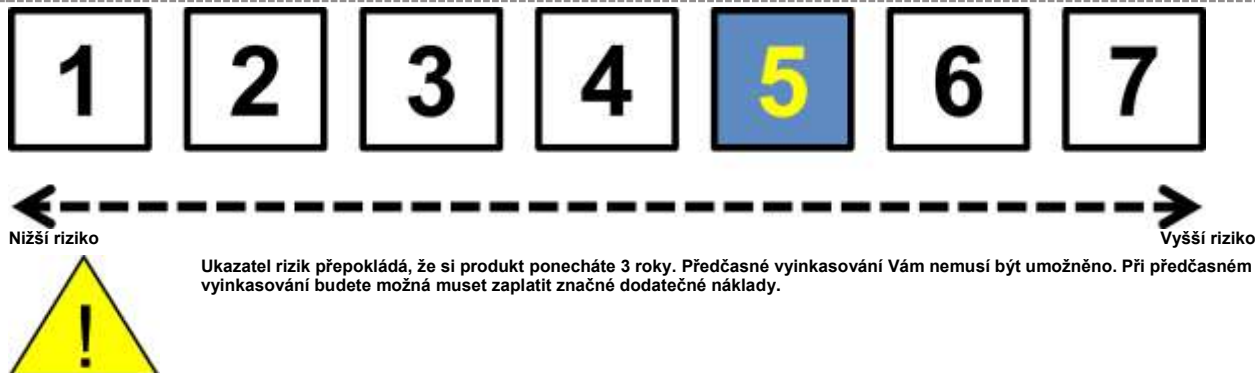 1 2 3 4 5 6 7
Nižší riziko Vyšší riziko
Ukazatel rizik přepokládá, že si produkt ponecháte 3 roky. Předčasné vyinkasování Vám nemusí být umožněno. Při předčasném
vyinkasování budete možná muset zaplatit značné dodatečné náklady.
!